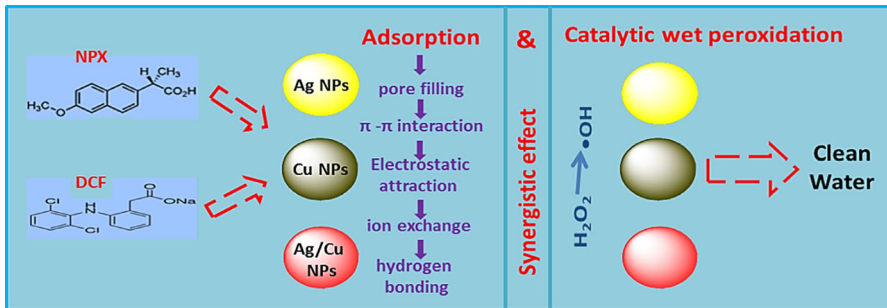 NPX
H
CH₃
CO₂H
CH₃O
DCF
Cl
H
N
Cl
O
ONa
Ag NPs
Cu NPs
Ag/Cu
NPs
Adsorption
pore filling
π -π interaction
Electrostatic
attraction
ion exchange
hydrogen
bonding
&
Synergistic effect
Catalytic wet peroxidation
H₂O₂
●OH
Clean
Water